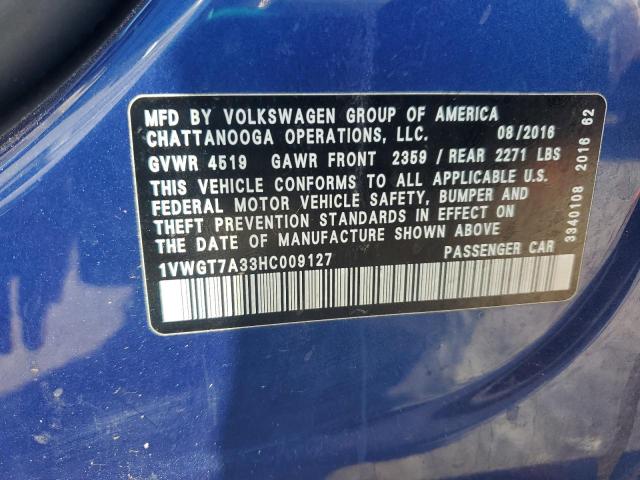 MFD BY VOLKSWAGEN GROUP OF AMERICA
CHATTANOOGA OPERATIONS, LLC. 08/2016
GVWR 4519 GAWR FRONT 2359 / REAR 2271 LBS
THIS VEHICLE CONFORMS TO ALL APPLICABLE U.S.
FEDERAL MOTOR VEHICLE SAFETY, BUMPER AND
THEFT PREVENTION STANDARDS IN EFFECT ON
THE DATE OF MANUFACTURE SHOWN ABOVE
1VWGT7A33HC009127 PASSENGER CAR
3340108 2016 62